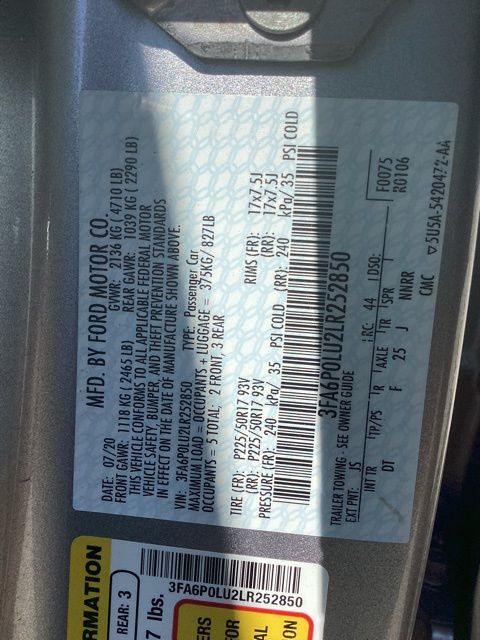 MFD. BY FORD MOTOR CO.
DATE: 07/20 GVWR: 2136 KG ( 4710 LB)
FRONT GAWR: 1118 KG ( 2465 LB) REAR GAWR: 1039 KG ( 2290 LB)
THIS VEHICLE CONFORMS TO ALL APPLICABLE FEDERAL MOTOR
VEHICLE SAFETY, BUMPER, AND THEFT PREVENTION STANDARDS
IN EFFECT ON THE DATE OF MANUFACTURE SHOWN ABOVE.
VIN: 3FA6P0LU2LR252850 TYPE: Passenger Car
MAXIMUM LOAD = OCCUPANTS + LUGGAGE = 375KG/ 827LB
OCCUPANTS = 5 TOTAL; 2 FRONT, 3 REAR
TIRE (FR): P225/50R17 93V RIMS (FR): 17x7.5J
(RR): P225/50R17 93V (RR): 17x7.5J
PRESSURE (FR): 240 kPa/ 35 PSI COLD (RR): 240 kPa/ 35 PSI COLD
3FA6P0LU2LR252850
TRAILER TOWING - SEE OWNER GUIDE
EXT PNT: JS RC: 44 DSO: F0075
R0106
INT TR TP/PS R AXLE TR SPR
DT F 25 J NNRR
CMC ▽5U5A-5420472-AA
RMATION
REAR: 3
7 lbs.
3FA6P0LU2LR252850
ERS
FOR
ION